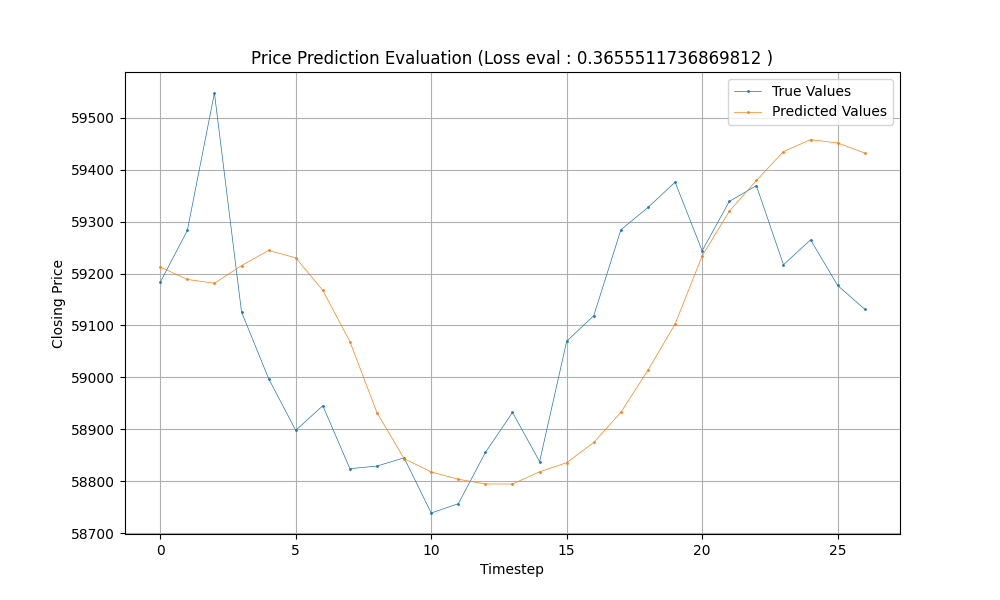 Price Prediction Evaluation (Loss eval : 0.3655511736869812 )
True Values
Predicted Values
59500
59400
59300
59200
59100
59000
58900
58800
58700
Closing Price
0 5 10 15 20 25
Timestep